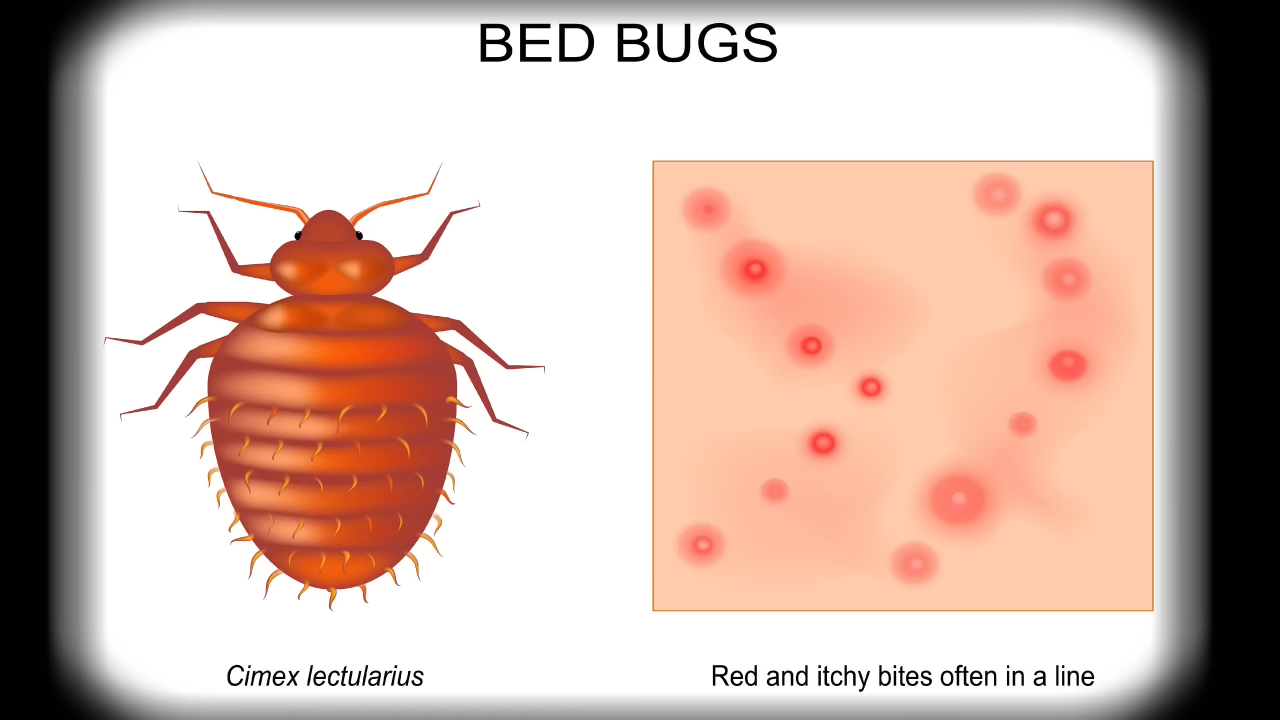 BED BUGS
Cimex lectularius
Red and itchy bites often in a line